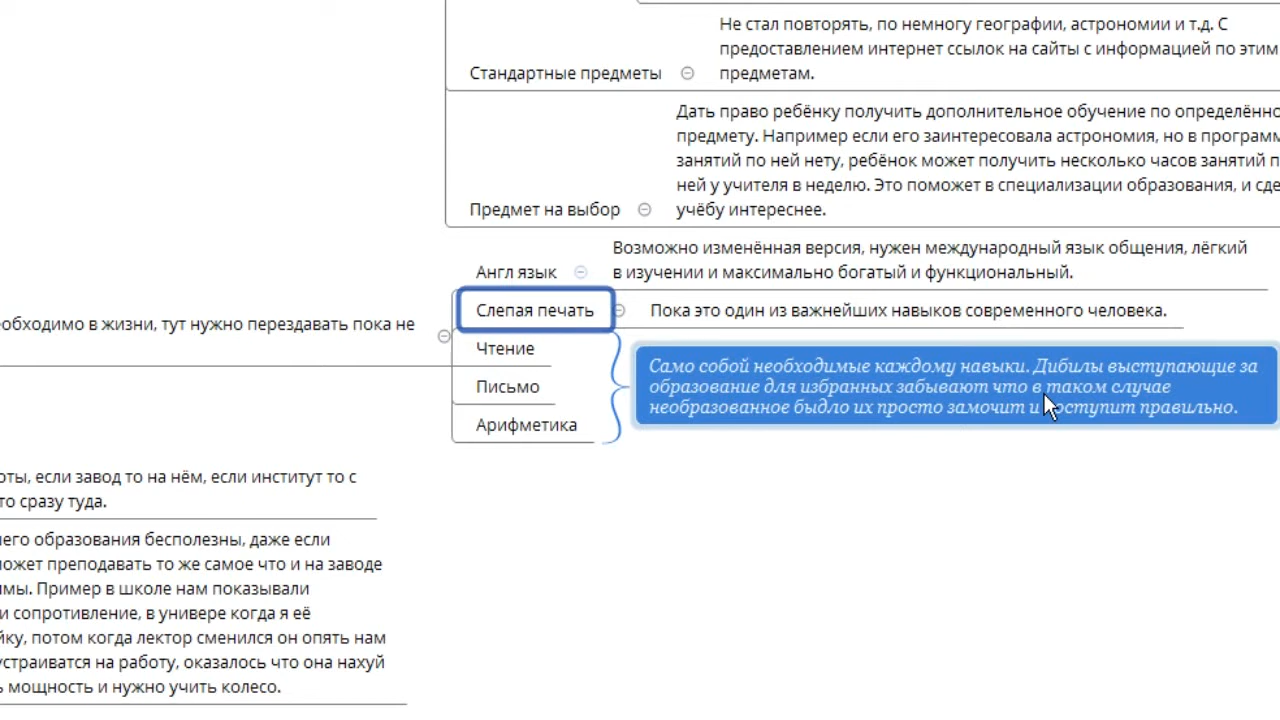 Не стал повторять, по немногу географии, астрономии и т.д. С
предоставлением интернет ссылок на сайты с информацией по этим
Стандартные предметы предметам.
Дать право ребёнку получить дополнительное обучение по определённо
предмету. Например если его заинтересовала астрономия, но в программ
занятий по ней нету, ребёнок может получить несколько часов занятий п
ней у учителя в неделю. Это поможет в специализации образования, и сде
Предмет на выбор учёбу интереснее.
Возможно изменённая версия, нужен международный язык общения, лёгкий
Англ язык в изучении и максимально богатый и функциональный.
Слепая печать Пока это один из важнейших навыков современного человека.
еобходимо в жизни, тут нужно перездавать пока не
Чтение
Письмо
Арифметика
Само собой необходимые каждому навыки. Дибилы выступающие за
образование для избранных забывают что в таком случае
необразованное быдло их просто замочит и поступит правильно.
оты, если завод то на нём, если институт то с
то сразу туда.
него образования бесполезны, даже если
ожет преподавать то же самое что и на заводе
мы. Пример в школе нам показывали
и сопротивление, в универе когда я её
йку, потом когда лектор сменился он опять нам
устраиватся на работу, оказалось что она нахуй
ь мощность и нужно учить колесо.